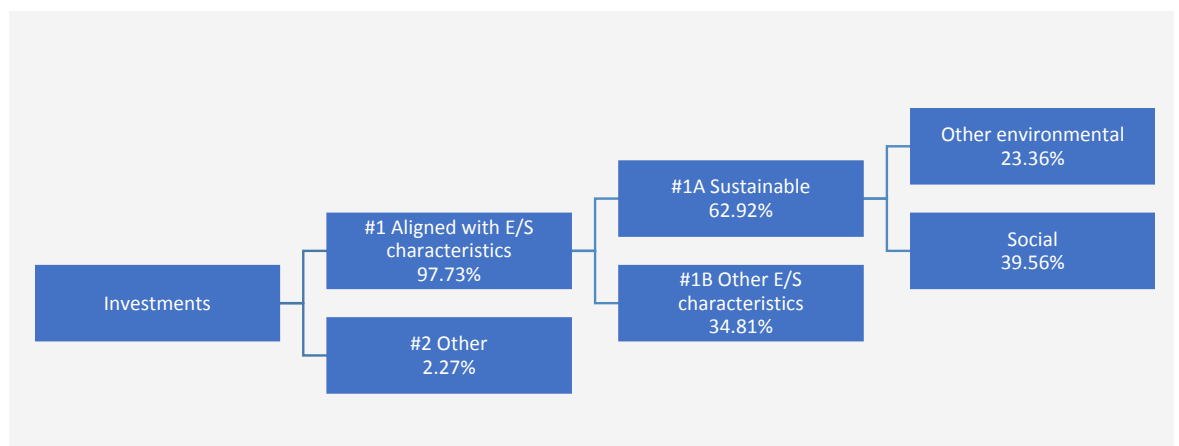 Investments
#1 Aligned with E/S
characteristics
97.73%
#2 Other
2.27%
#1A Sustainable
62.92%
#1B Other E/S
characteristics
34.81%
Other environmental
23.36%
Social
39.56%